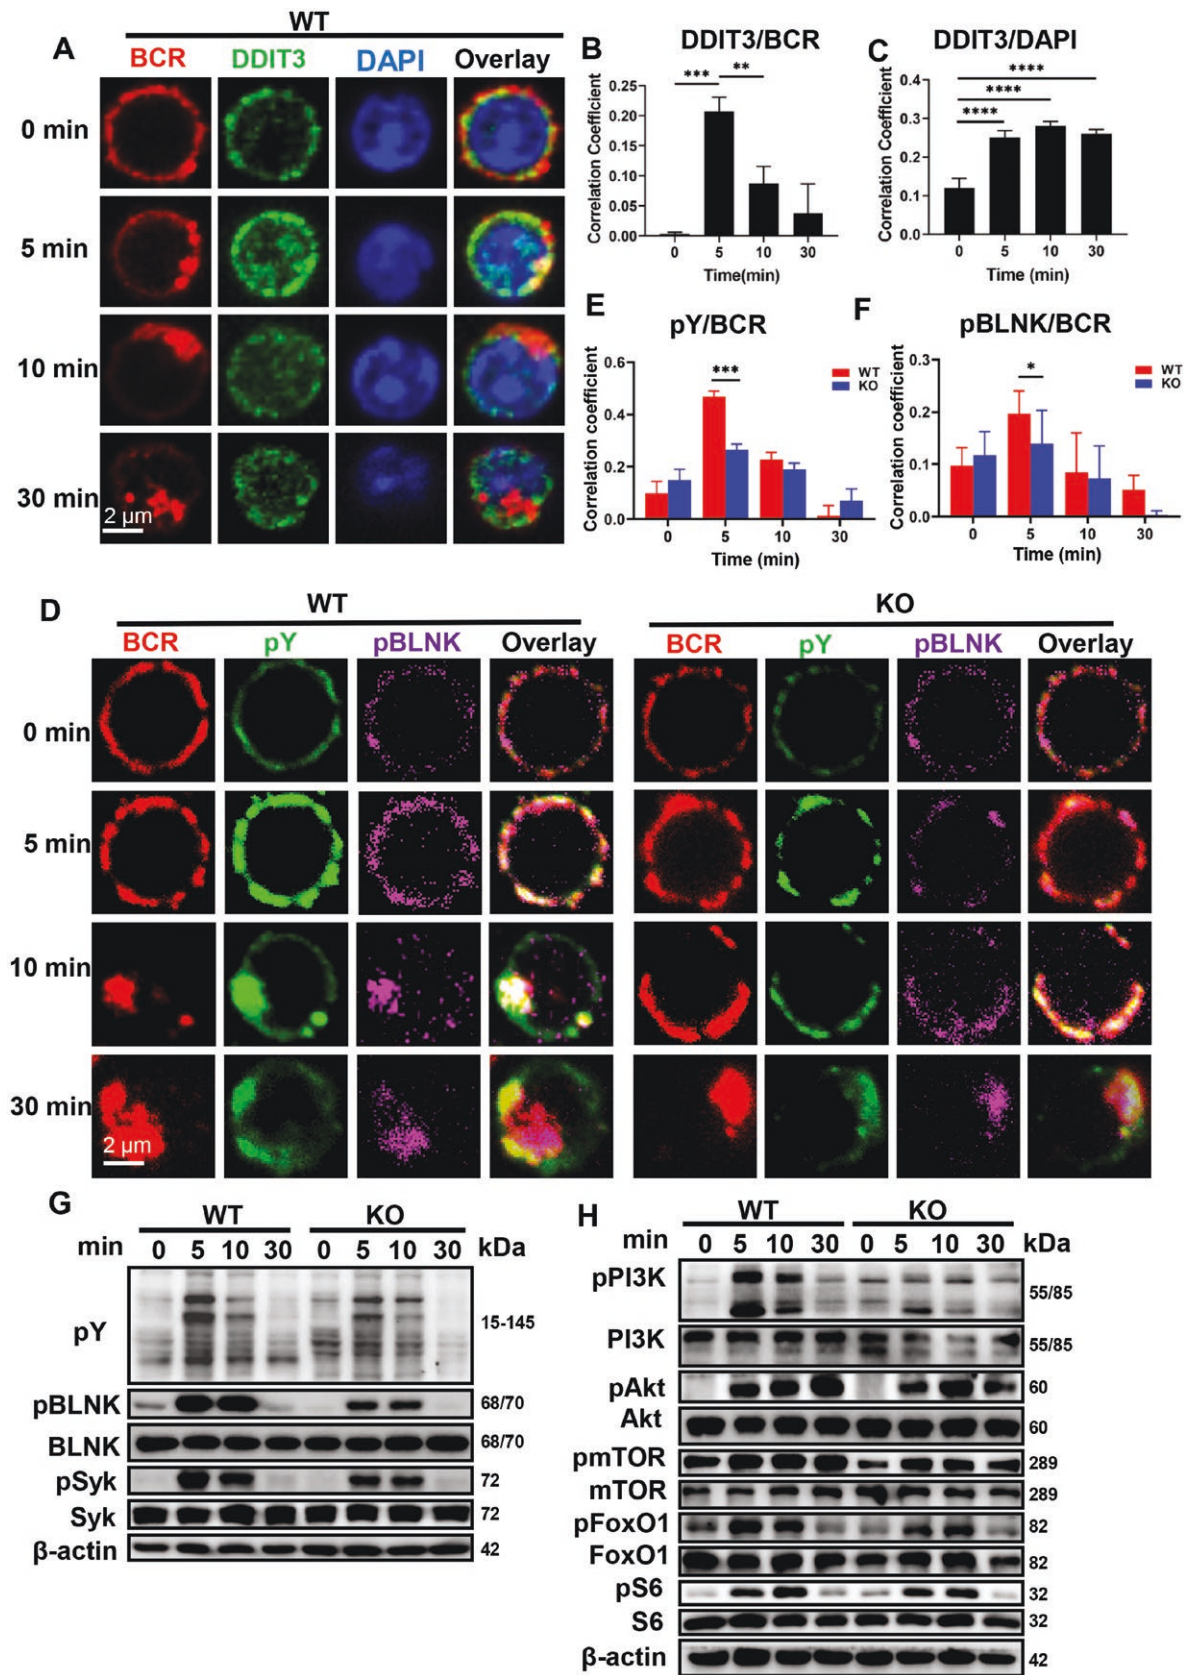 A
WT
BCR DDIT3 DAPI Overlay
0 min
5 min
10 min
30 min
2 µm
B
DDIT3/BCR
Correlation Coefficient
0.25
0.20
0.15
0.10
0.05
0.00
*** **
0 5 10 30
Time(min)
C
DDIT3/DAPI
Correlation Coefficient
0.4
0.3
0.2
0.1
0.0
****
****
****
0 5 10 30
Time (min)
E
pY/BCR
Correlation coefficient
0.6
0.4
0.2
0.0
***
WT
KO
0 5 10 30
Time (min)
F
pBLNK/BCR
Correlation coefficient
0.3
0.2
0.1
0.0
*
WT
KO
0 5 10 30
Time (min)
D
WT KO
BCR pY pBLNK Overlay BCR pY pBLNK Overlay
0 min
5 min
10 min
30 min
2 µm
G
WT KO
min 0 5 10 30 0 5 10 30 kDa
pY 15-145
pBLNK 68/70
BLNK 68/70
pSyk 72
Syk 72
β-actin 42
H
WT KO
min 0 5 10 30 0 5 10 30 kDa
pPI3K 55/85
PI3K 55/85
pAkt 60
Akt 60
pmTOR 289
mTOR 289
pFoxO1 82
FoxO1 82
pS6 32
S6 32
β-actin 42